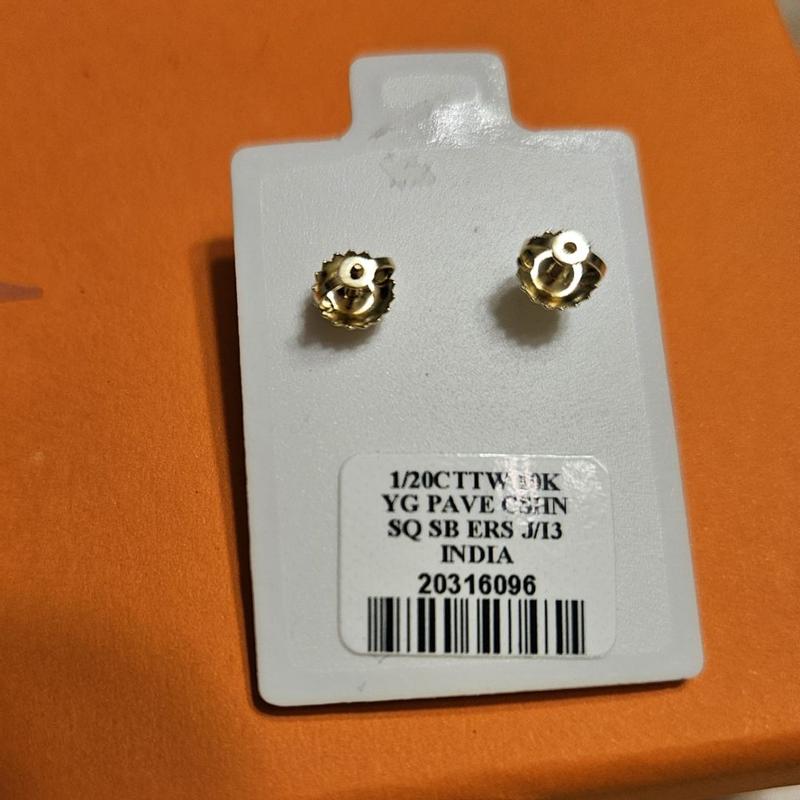 1/20CTTW 10K
YG PAVE CSHN
SQ SB ERS J/I3
INDIA
20316096